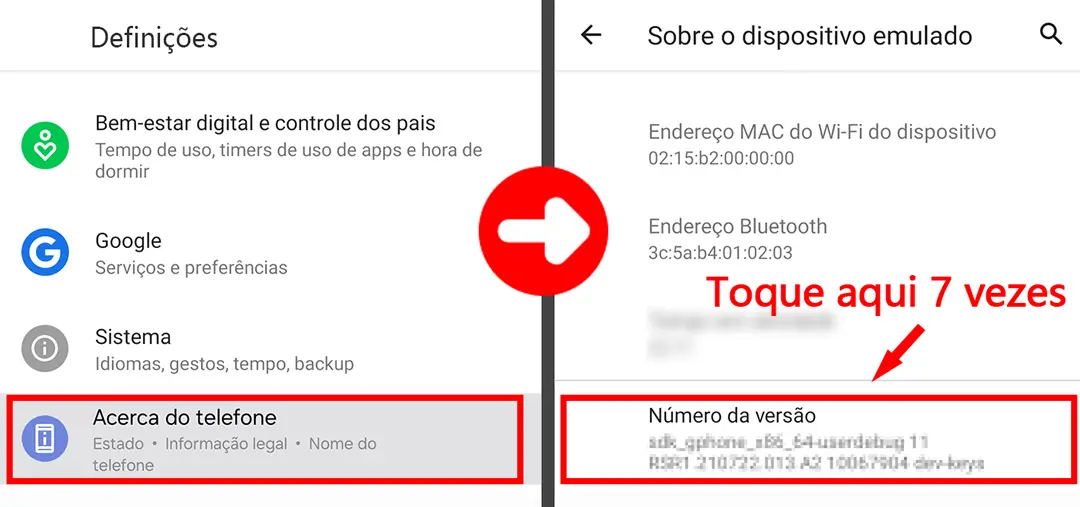 Definições
Bem-estar digital e controle dos pais
Tempo de uso, timers de uso de apps e hora de
dormir
Google
Serviços e preferências
Sistema
Idiomas, gestos, tempo, backup
Acerca do telefone
Estado • Informação legal • Nome do
telefone
Sobre o dispositivo emulado
Endereço MAC do Wi-Fi do dispositivo
02:15:b2:00:00:00
Endereço Bluetooth
3c:5a:b4:01:02:03
Toque aqui 7 vezes
Número da versão
sdk_gphone_x86_64-userdebug 11
RSR1.210722.013.A2 10067904 dev-keys